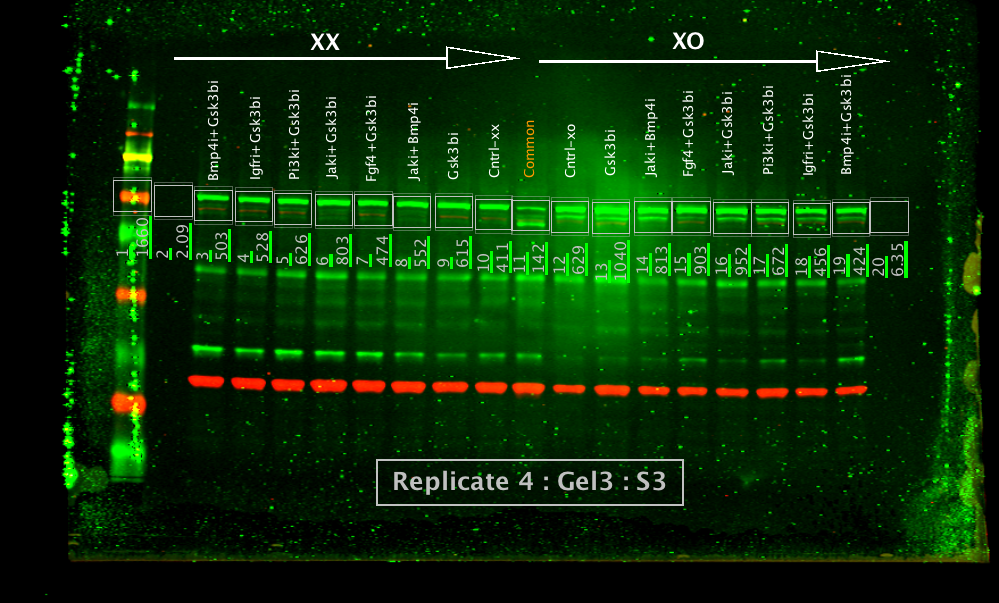 XX
XO
Bmp4i+Gsk3bi
Igfri+Gsk3bi
Pi3ki+Gsk3bi
Jaki+Gsk3bi
Fgf4+Gsk3bi
Jaki+Bmp4i
Gsk3bi
Cntrl-xx
Common
Cntrl-xo
Gsk3bi
Jaki+Bmp4i
Fgf4+Gsk3bi
Jaki+Gsk3bi
Pi3ki+Gsk3bi
Igfri+Gsk3bi
Bmp4i+Gsk3bi
1
1660
2
2.09
3
503
4
528
5
626
6
803
7
474
8
552
9
615
10
411
11
142
12
629
13
1040
14
813
15
903
16
952
17
672
18
456
19
424
20
6.35
Replicate 4 : Gel3 : S3